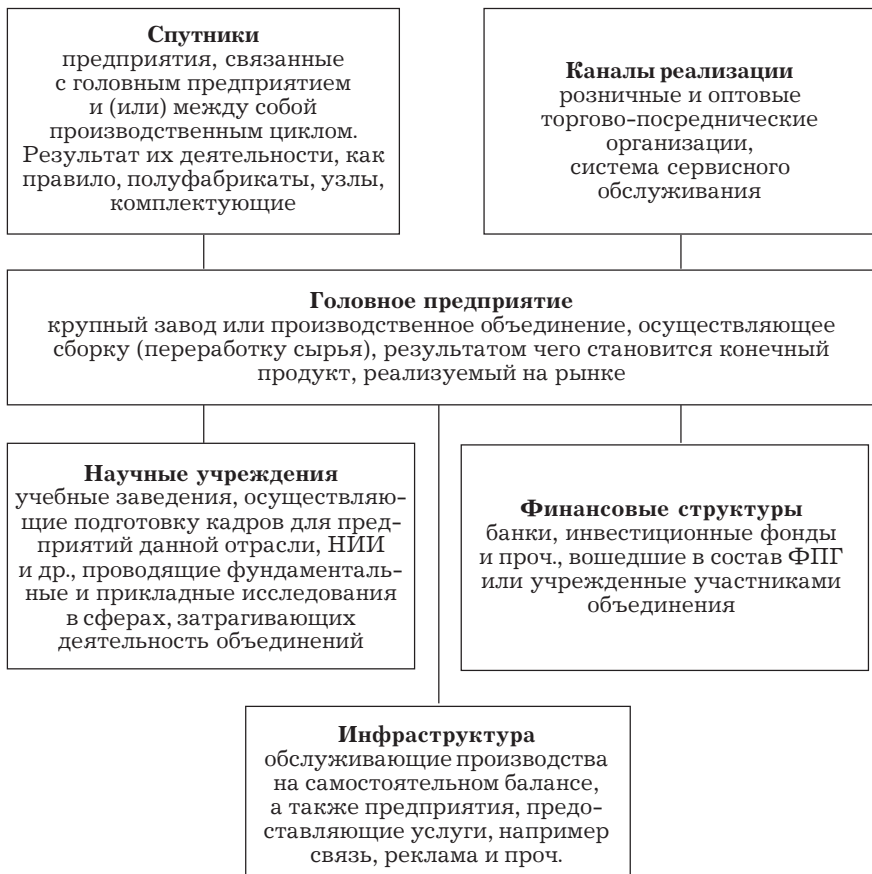 Спутники
предприятия, связанные
с головным предприятием
и (или) между собой
производственным циклом.
Результат их деятельности, как
правило, полуфабрикаты, узлы,
комплектующие
Каналы реализации
розничные и оптовые
торгово-посреднические
организации,
система сервисного
обслуживания
Головное предприятие
крупный завод или производственное объединение, осуществляющее
сборку (переработку сырья), результатом чего становится конечный
продукт, реализуемый на рынке
Научные учреждения
учебные заведения, осуществляю-
щие подготовку кадров для пред-
приятий данной отрасли, НИИ
и др., проводящие фундаменталь-
ные и прикладные исследования
в сферах, затрагивающих
деятельность объединений
Финансовые структуры
банки, инвестиционные фонды
и проч., вошедшие в состав ФПГ
или учрежденные участниками
объединения
Инфраструктура
обслуживающие производства
на самостоятельном балансе,
а также предприятия, предо-
ставляющие услуги, например
связь, реклама и проч.